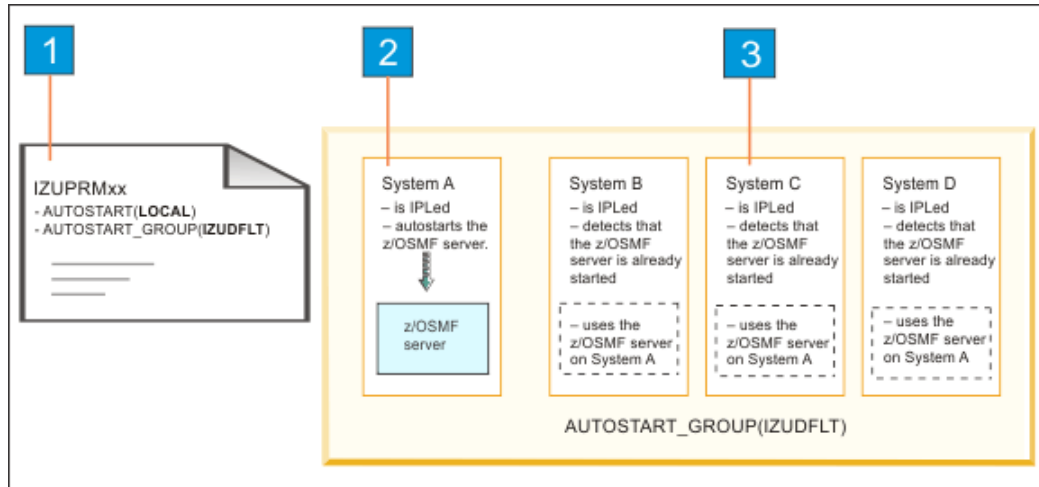 1
2
3
IZUPRMxx
- AUTOSTART(LOCAL)
- AUTOSTART_GROUP(IZUDFLT)
System A
– is IPLed
– autostarts the
z/OSMF server.
z/OSMF
server
System B
– is IPLed
– detects that
the z/OSMF
server is already
started
– uses the
z/OSMF server
on System A
System C
– is IPLed
– detects that
the z/OSMF
server is already
started
– uses the
z/OSMF server
on System A
System D
– is IPLed
– detects that
the z/OSMF
server is already
started
– uses the
z/OSMF server
on System A
AUTOSTART_GROUP(IZUDFLT)